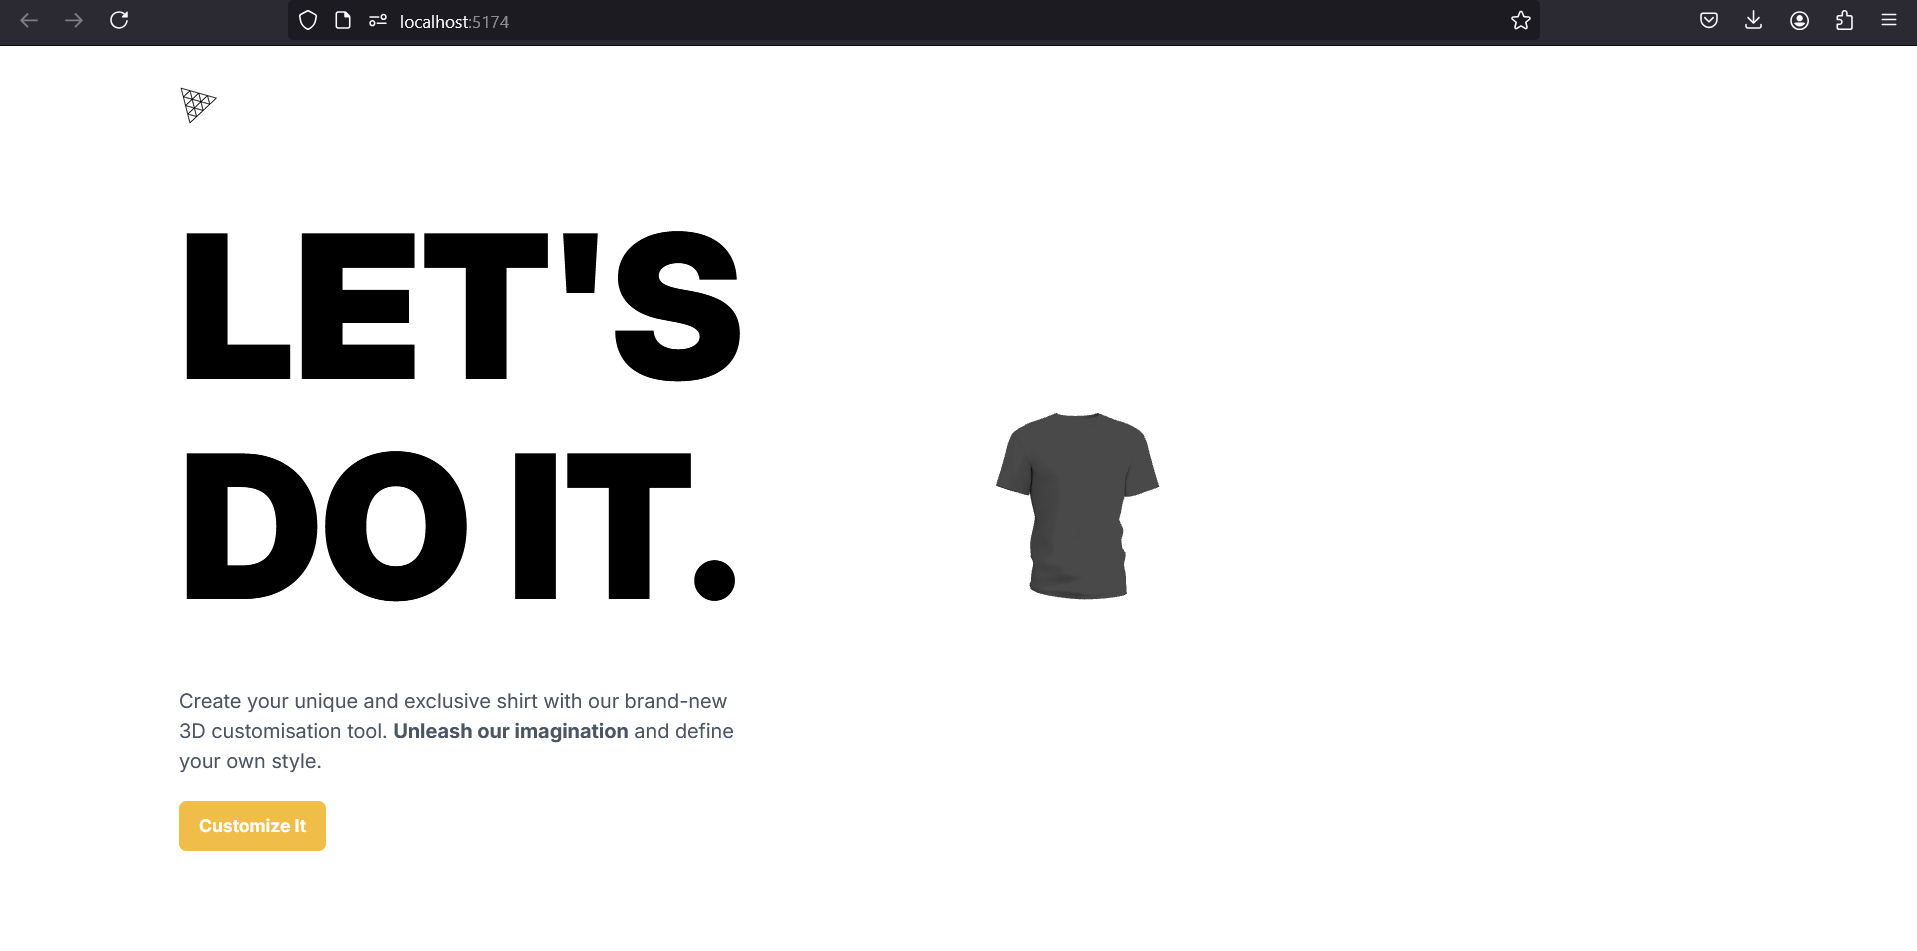 localhost:5174
LET'S
DO IT.
Create your unique and exclusive shirt with our brand-new
3D customisation tool. Unleash our imagination and define
your own style.
Customize It